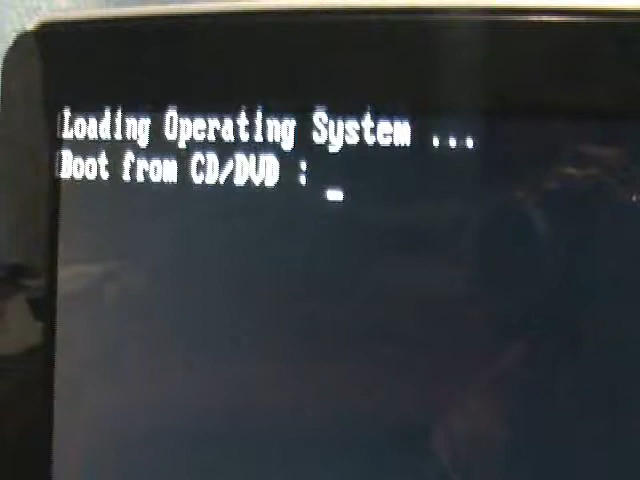 Loading Operating System ...
Boot from CD/DVD :